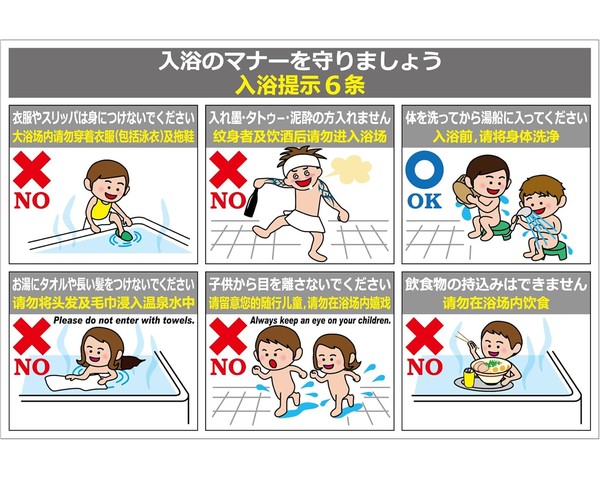 入浴のマナーを守りましょう
入浴提示６条
衣服やスリッパは身につけないでください
大浴场内请勿穿着衣服(包括泳衣)及拖鞋
NO
入れ墨・タトゥー・泥酔の方入れません
纹身者及饮酒后请勿进入浴场
NO
体を洗ってから湯船に入ってください
入浴前,请将身体洗净
OK
お湯にタオルや長い髪をつけないでください
请勿将头发及毛巾浸入温泉水中
Please do not enter with towels.
NO
子供から目を離さないでください
请留意您的随行儿童,请勿在浴场内嬉戏
Always keep an eye on your children.
NO
飲食物の持込みはできません
请勿在浴场内饮食
NO